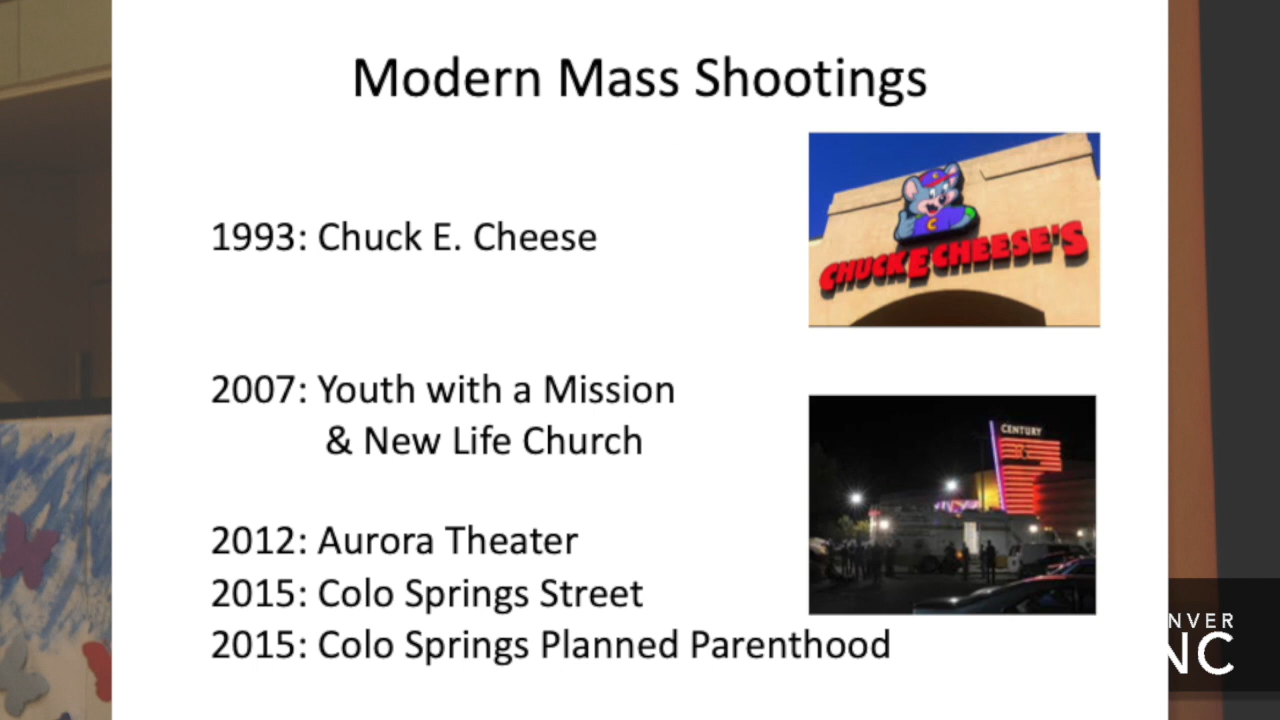 Modern Mass Shootings
1993: Chuck E. Cheese
CHUCK E CHEESE'S
2007: Youth with a Mission
& New Life Church
CENTURY
2012: Aurora Theater
2015: Colo Springs Street
2015: Colo Springs Planned Parenthood
NVER
NC